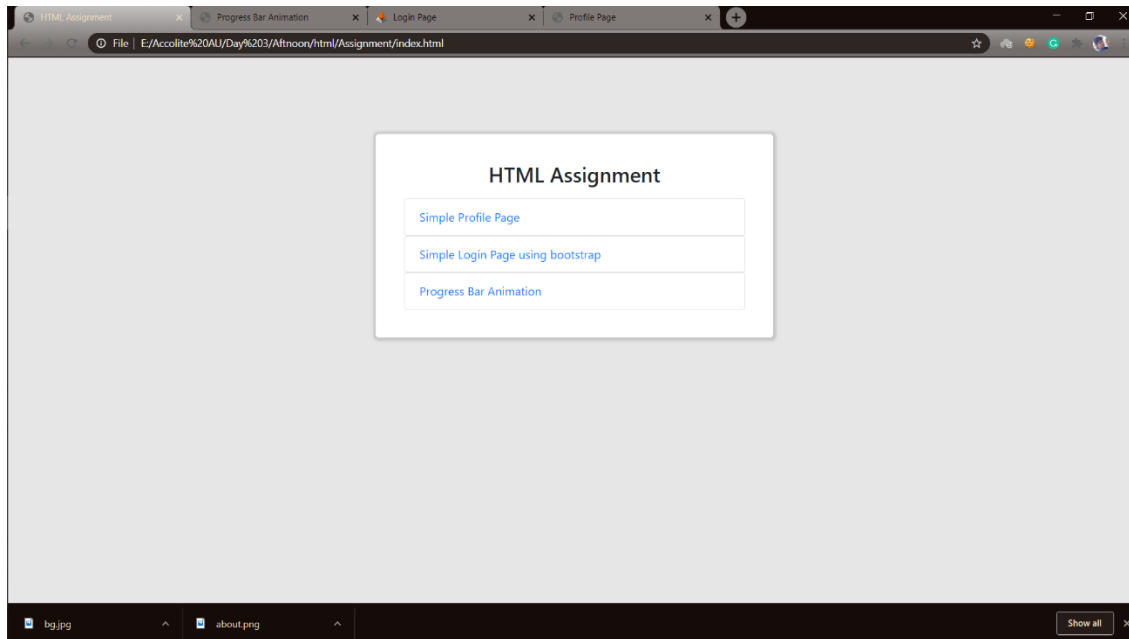 HTML Assignment
Progress Bar Animation
Login Page
Profile Page
File | E:/Accolite%20AU/Day%203/Aftnoon/html/Assignment/index.html
HTML Assignment
Simple Profile Page
Simple Login Page using bootstrap
Progress Bar Animation
bg.jpg
about.png
Show all